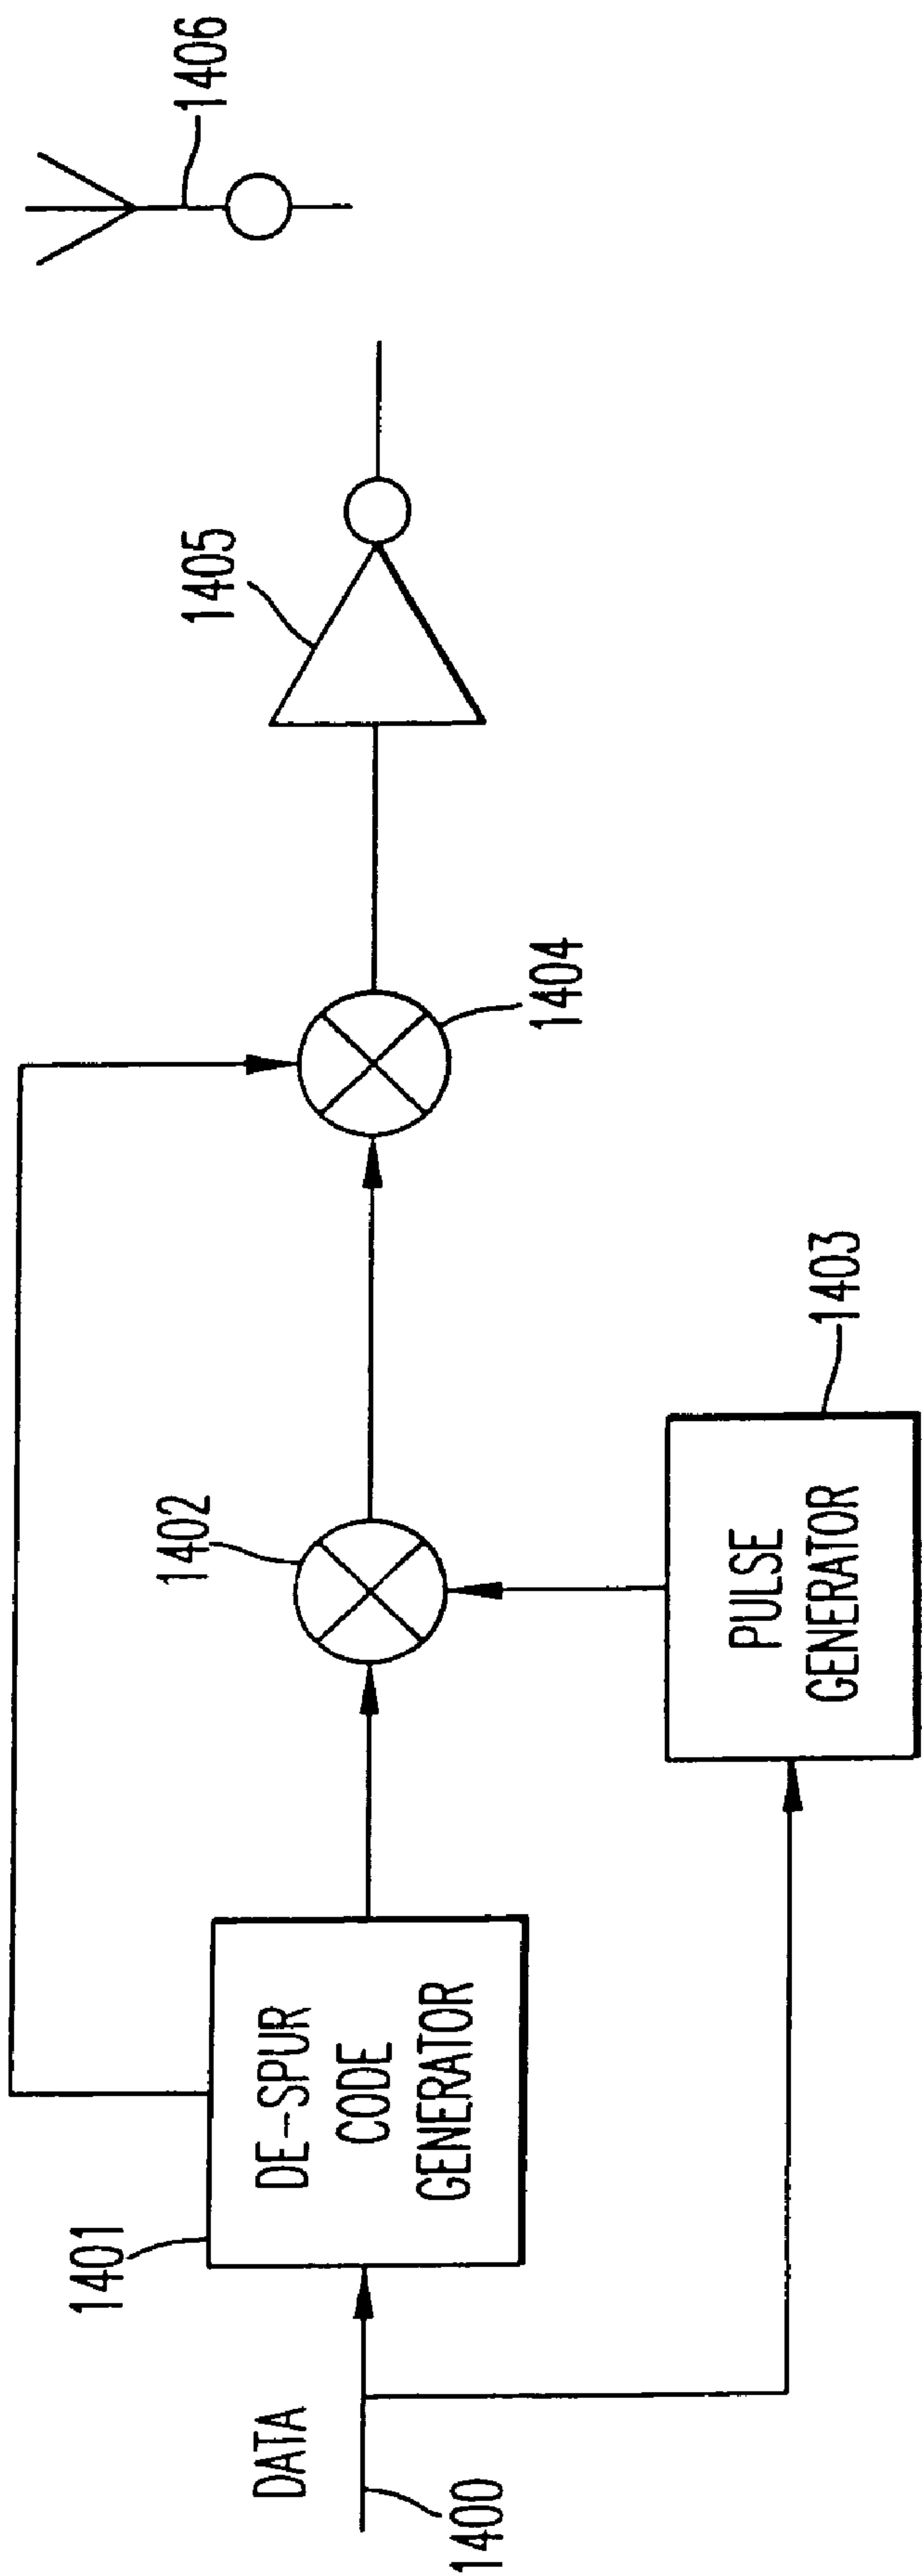 1406
1405
1404
1402
1403
PULSE
GENERATOR
1401
DE-SPUR
CODE
GENERATOR
DATA
1400